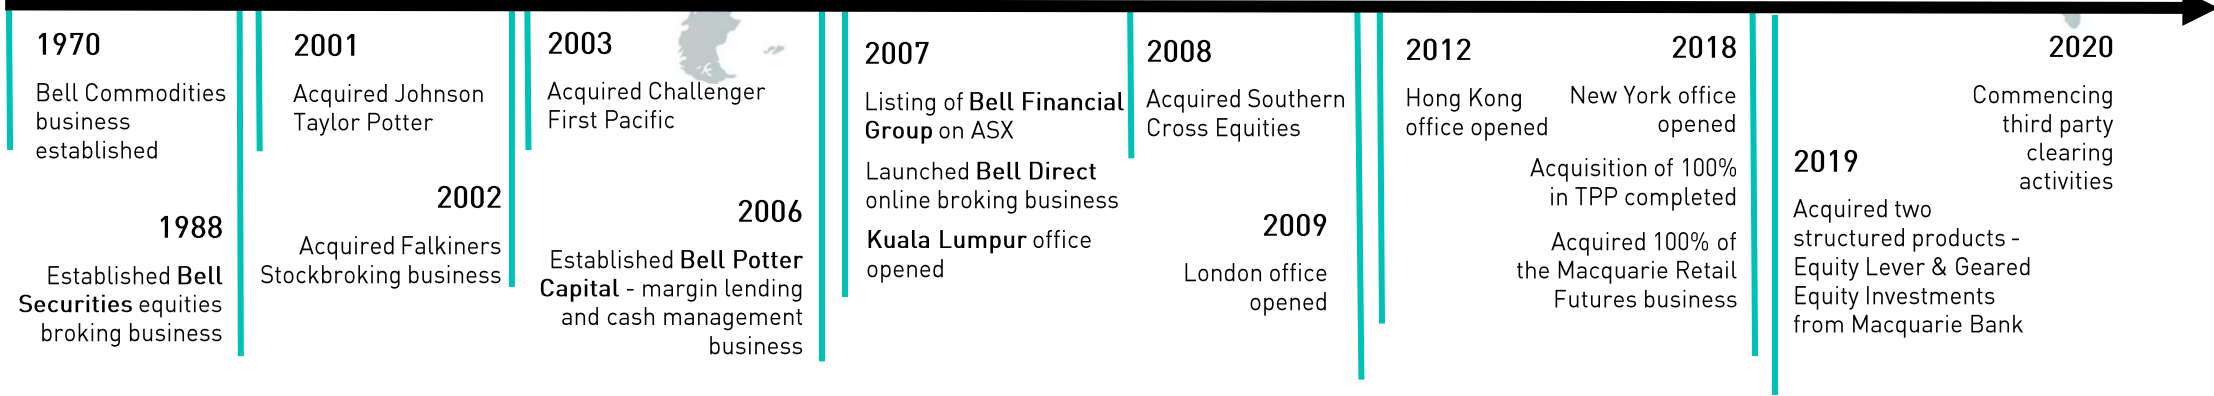 1970
Bell Commodities
business
established
1988
Established Bell
Securities equities
broking business
2001
Acquired Johnson
Taylor Potter
2002
Acquired Falkiners
Stockbroking business
2003
Acquired Challenger
First Pacific
2006
Established Bell Potter
Capital - margin lending
and cash management
business
2007
Listing of Bell Financial
Group on ASX
Launched Bell Direct
online broking business
Kuala Lumpur office
opened
2008
Acquired Southern
Cross Equities
2009
London office
opened
2012
Hong Kong
office opened
2018
New York office
opened
Acquisition of 100%
in TPP completed
Acquired 100% of
the Macquarie Retail
Futures business
2019
Acquired two
structured products -
Equity Lever & Geared
Equity Investments
from Macquarie Bank
2020
Commencing
third party
clearing
activities